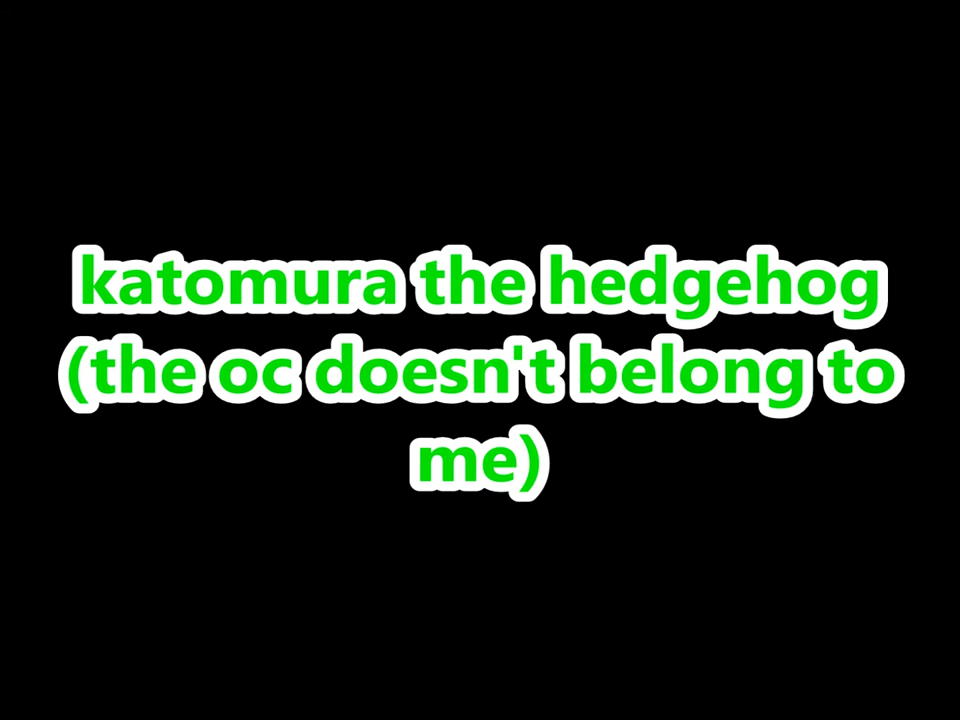 katomura the hedgehog
(the oc doesn't belong to
me)